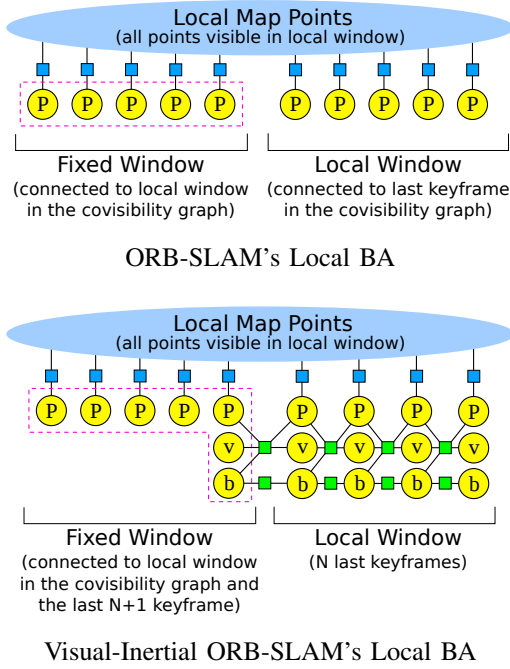 Local Map Points
(all points visible in local window)
P P P P P P P P P P
Fixed Window
(connected to local window
in the covisibility graph)
Local Window
(connected to last keyframe
in the covisibility graph)
ORB-SLAM's Local BA
Local Map Points
(all points visible in local window)
P P P P P P P P P P
v v v v v v
b b b b b b
Fixed Window
(connected to local window
in the covisibility graph and
the last N+1 keyframe)
Local Window
(N last keyframes)
Visual-Inertial ORB-SLAM's Local BA